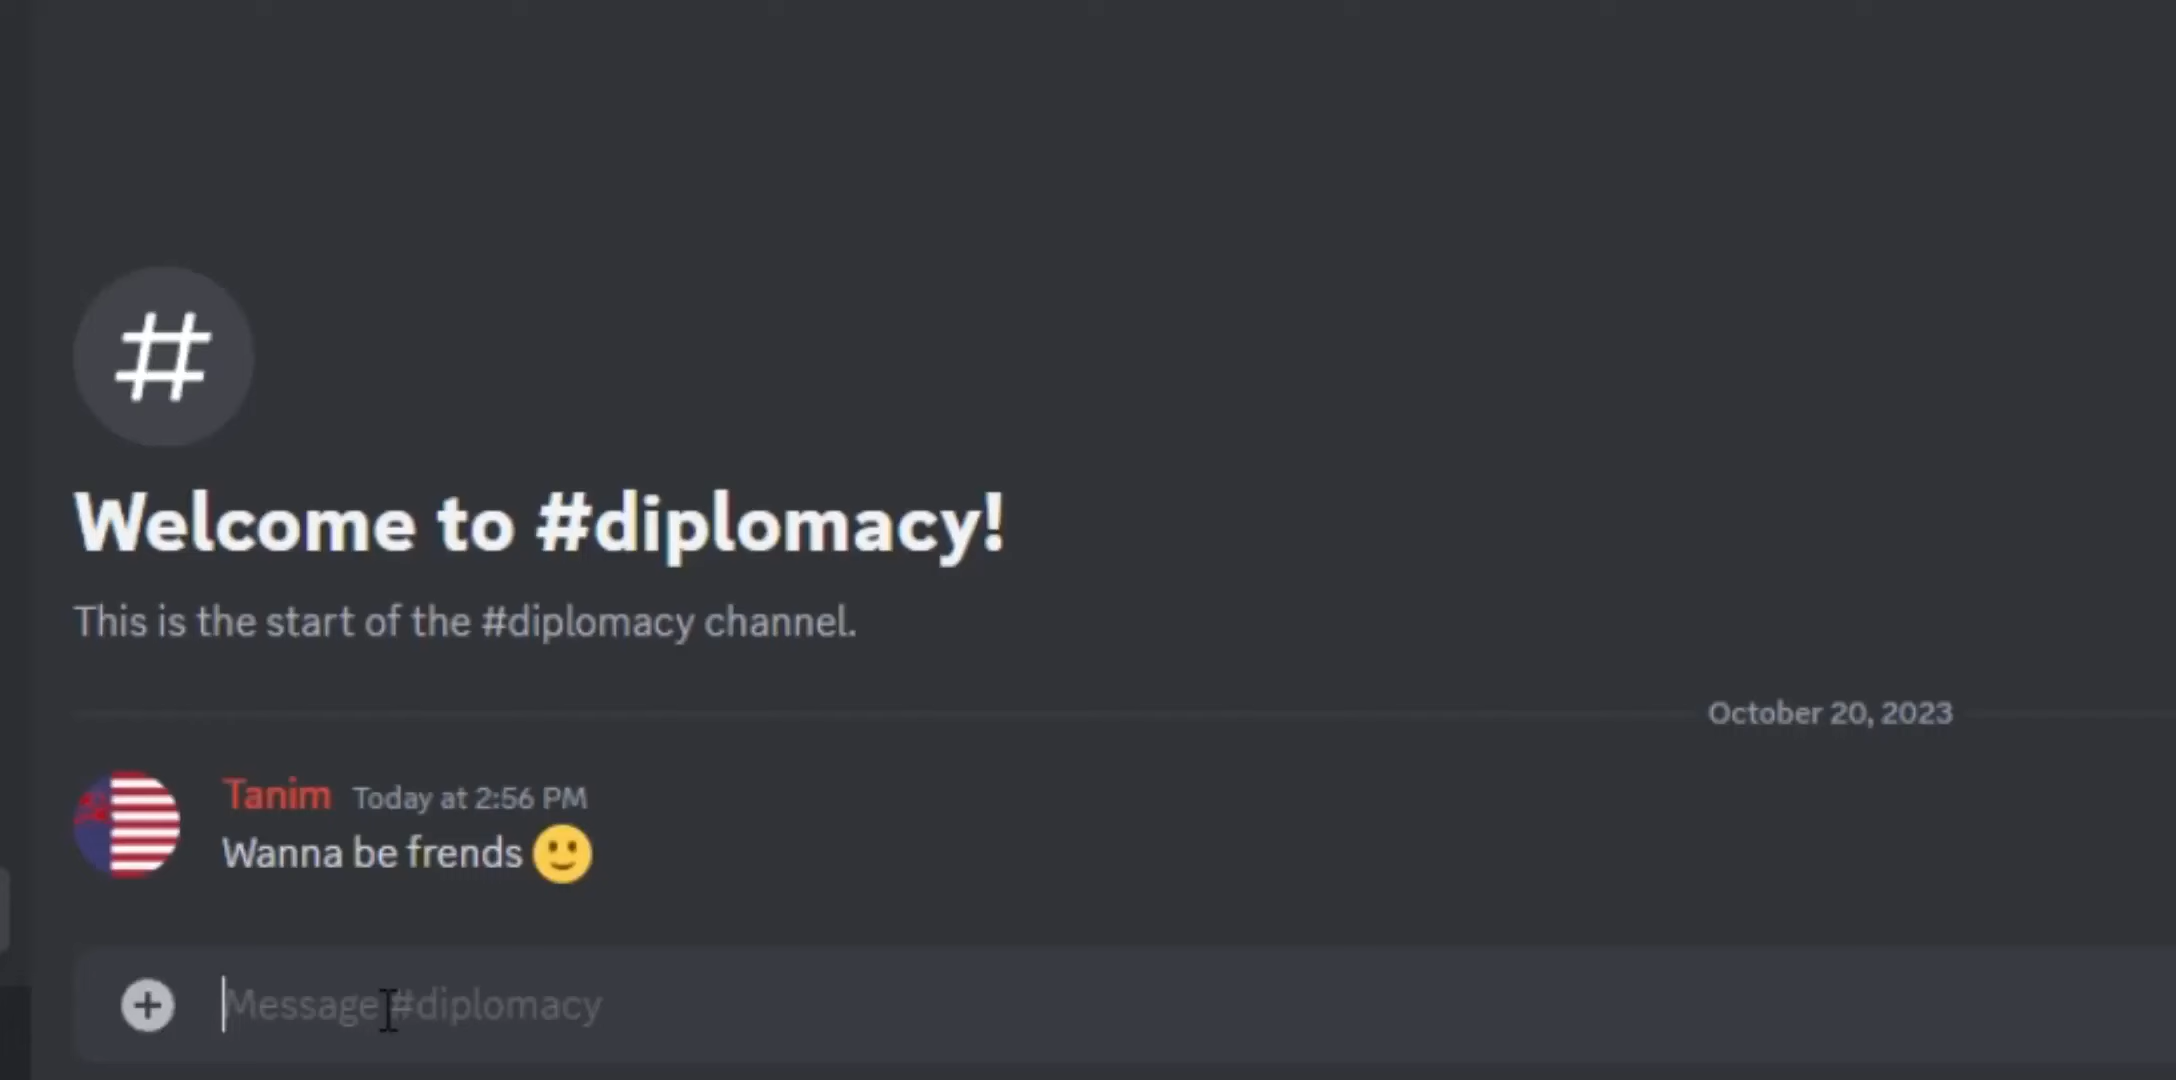 #
Welcome to #diplomacy!
This is the start of the #diplomacy channel.
October 20, 2023
Tanim Today at 2:56 PM
Wanna be frends 🙂
Message #diplomacy